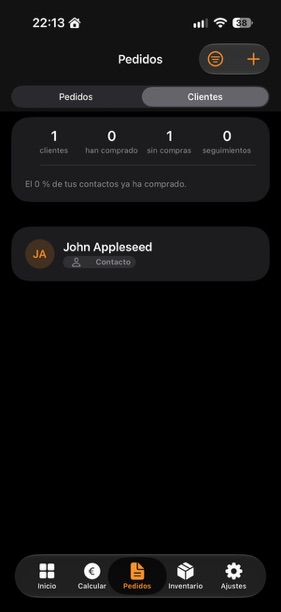 22:13
38
Pedidos
Pedidos
Clientes
1 0 1 0
clientes han comprado sin compras seguimientos
El 0 % de tus contactos ya ha comprado.
JA
John Appleseed
Contacto
€
Inicio Calcular Pedidos Inventario Ajustes